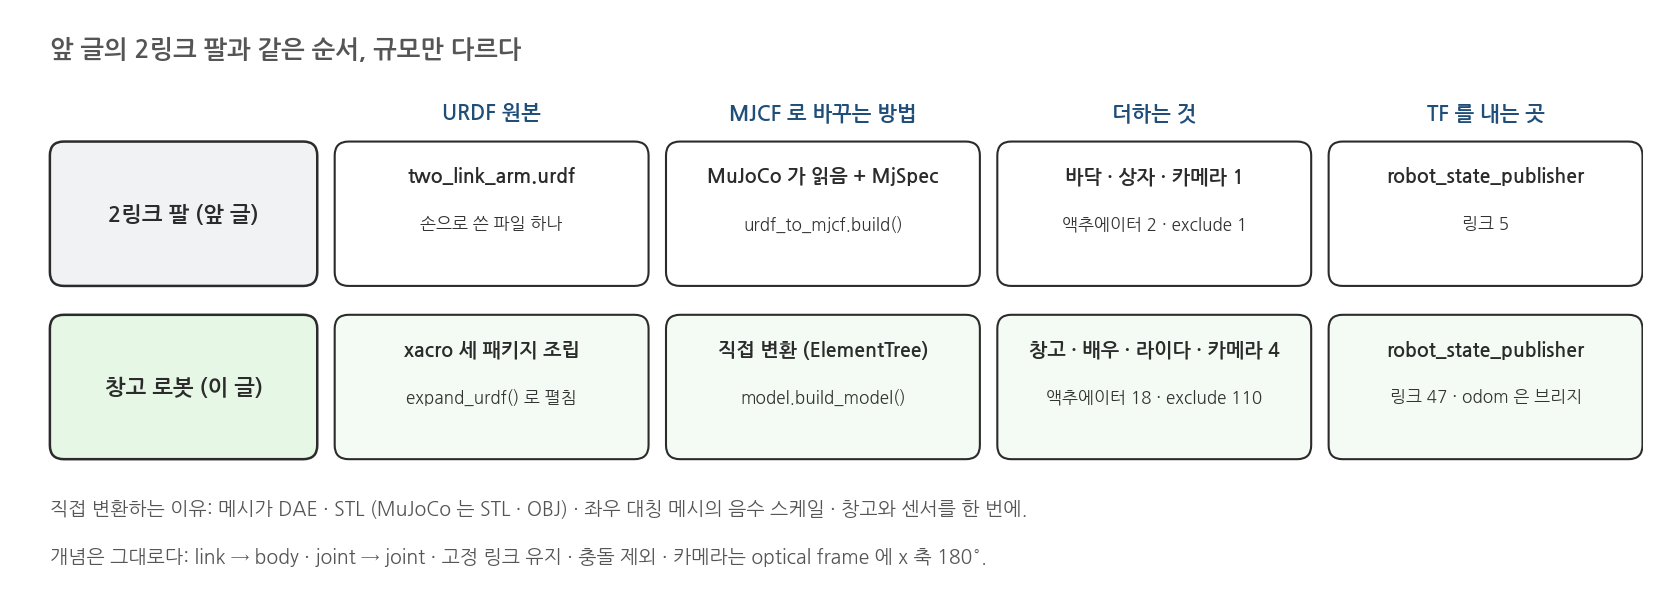 앞 글의 2링크 팔과 같은 순서, 규모만 다르다
URDF 원본
MJCF 로 바꾸는 방법
더하는 것
TF 를 내는 곳
2링크 팔 (앞 글)
two_link_arm.urdf
손으로 쓴 파일 하나
MuJoCo 가 읽음 + MjSpec
urdf_to_mjcf.build()
바닥 · 상자 · 카메라 1
액추에이터 2 · exclude 1
robot_state_publisher
링크 5
창고 로봇 (이 글)
xacro 세 패키지 조립
expand_urdf() 로 펼침
직접 변환 (ElementTree)
model.build_model()
창고 · 배우 · 라이다 · 카메라 4
액추에이터 18 · exclude 110
robot_state_publisher
링크 47 · odom 은 브리지
직접 변환하는 이유: 메시가 DAE · STL (MuJoCo 는 STL · OBJ) · 좌우 대칭 메시의 음수 스케일 · 창고와 센서를 한 번에.
개념은 그대로다: link → body · joint → joint · 고정 링크 유지 · 충돌 제외 · 카메라는 optical frame 에 x 축 180°.